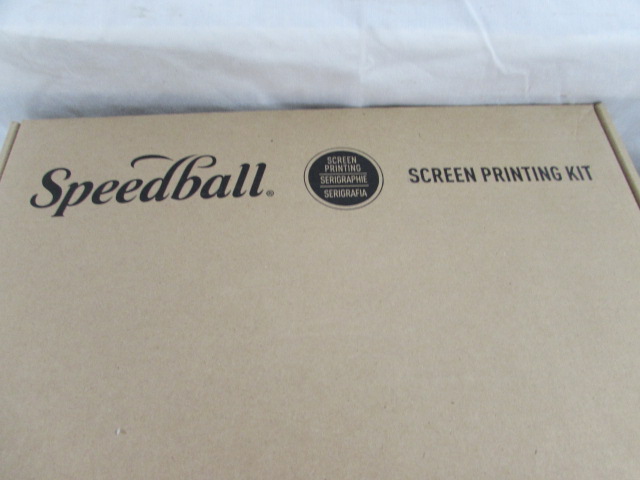 Speedball®
SCREEN
PRINTING
SERIGRAPHIE
SERIGRAFIA
SCREEN PRINTING KIT